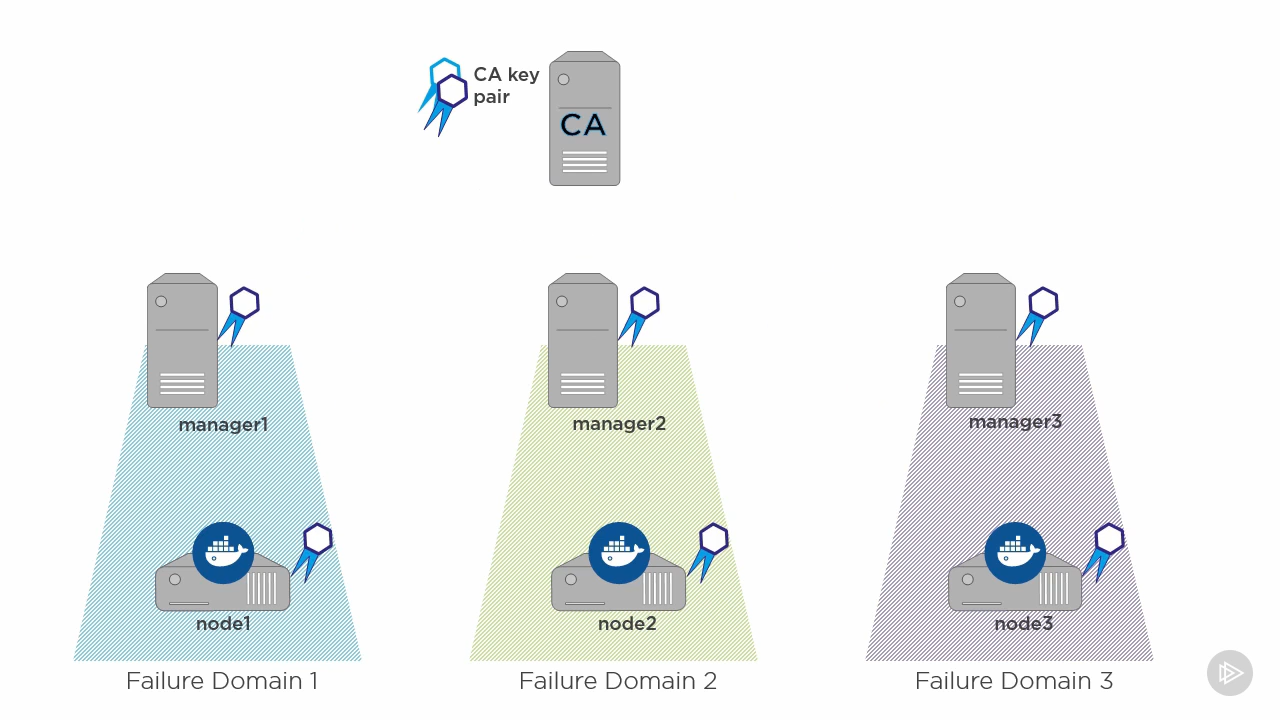 CA key
pair
CA
manager1
manager2
manager3
node1
node2
node3
Failure Domain 1
Failure Domain 2
Failure Domain 3